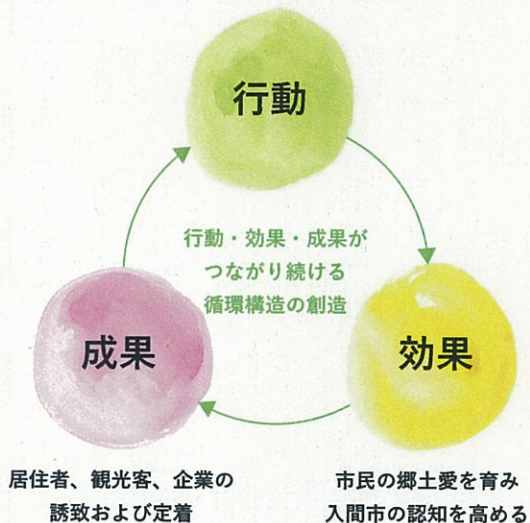 行動
行動・効果・成果が
つながり続ける
循環構造の創造
成果
効果
居住者、観光客、企業の
誘致および定着
市民の郷土愛を育み
入間市の認知を高める